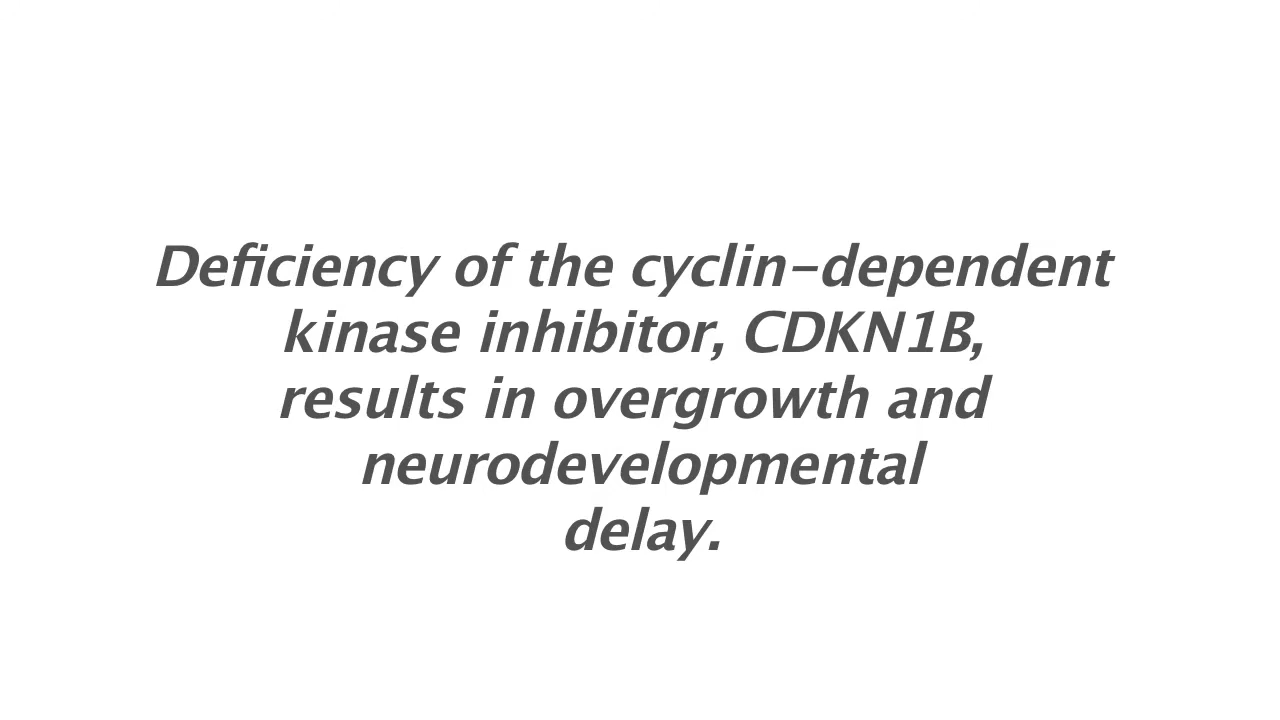 Deficiency of the cyclin-dependent
kinase inhibitor, CDKN1B,
results in overgrowth and
neurodevelopmental
delay.